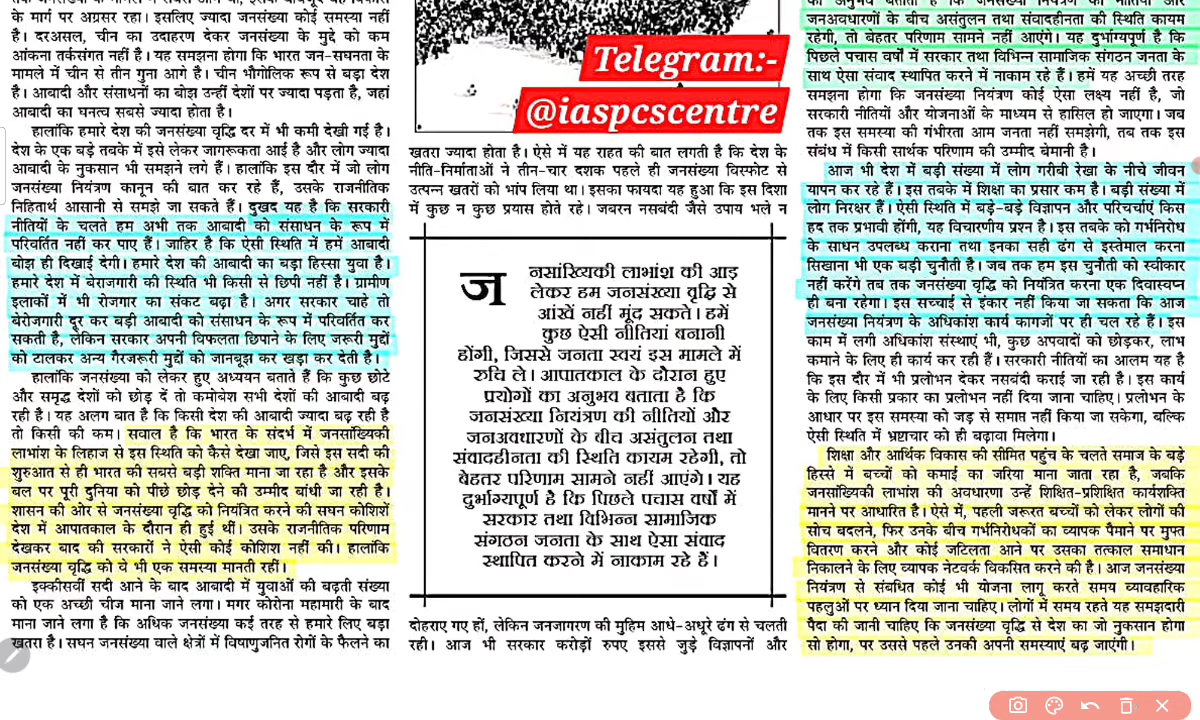 के मार्ग पर अग्रसर रहा। इसलिए ज्यादा जनसंख्या कोई समस्या नहीं
है। दरअसल, चीन का उदाहरण देकर जनसंख्या के मुद्दे को कम
आंकना तर्कसंगत नहीं है। यह समझना होगा कि भारत जन-सघनता के
मामले में चीन से तीन गुना आगे है। चीन भौगोलिक रूप से बड़ा देश
है। आबादी और संसाधनों का बोझ उन्हीं देशों पर ज्यादा पड़ता है, जहां
आबादी का घनत्व सबसे ज्यादा होता है।
हालांकि हमारे देश की जनसंख्या वृद्धि दर में भी कमी देखी गई है।
देश के एक बड़े तबके में इसे लेकर जागरूकता आई है और लोग ज्यादा
आबादी के नुकसान भी समझने लगे हैं। हालांकि इस दौर में जो लोग
जनसंख्या नियंत्रण कानून की बात कर रहे हैं, उसके राजनीतिक
निहितार्थ आसानी से समझे जा सकते हैं। दुखद यह है कि सरकारी
नीतियों के चलते हम अभी तक आबादी को संसाधन के रूप में
परिवर्तित नहीं कर पाए हैं। जाहिर है कि ऐसी स्थिति में हमें आबादी
बोझ ही दिखाई देगी। हमारे देश की आबादी का बड़ा हिस्सा युवा है।
हमारे देश में बेराजगारी की स्थिति भी किसी से छिपी नहीं है। ग्रामीण
इलाकों में भी रोजगार का संकट बढ़ा है। अगर सरकार चाहे तो
बेरोजगारी दूर कर बड़ी आबादी को संसाधन के रूप में परिवर्तित कर
सकती है, लेकिन सरकार अपनी विफलता छिपाने के लिए जरूरी मुद्दों
को टालकर अन्य गैरजरूरी मुद्दों को जानबूझ कर खड़ा कर देती है।
हालांकि जनसंख्या को लेकर हुए अध्ययन बताते हैं कि कुछ छोटे
और समृद्ध देशों को छोड़ दें तो कमोबेश सभी देशों की आबादी बढ़
रही है। यह अलग बात है कि किसी देश की आबादी ज्यादा बढ़ रही है
तो किसी की कम। सवाल है कि भारत के संदर्भ में जनसांख्यिकी
लाभांश के लिहाज से इस स्थिति को कैसे देखा जाए, जिसे इस सदी की
शुरुआत से ही भारत की सबसे बड़ी शक्ति माना जा रहा है और इसके
बल पर पूरी दुनिया को पीछे छोड़ देने की उम्मीद बांधी जा रही है।
शासन की ओर से जनसंख्या वृद्धि को नियंत्रित करने की सघन कोशिशें
देश में आपातकाल के दौरान ही हुई थीं। उसके राजनीतिक परिणाम
देखकर बाद की सरकारों ने ऐसी कोई कोशिश नहीं की। हालांकि
जनसंख्या वृद्धि को वे भी एक समस्या मानती रहीं।
इक्कीसवीं सदी आने के बाद आबादी में युवाओं की बढ़ती संख्या
को एक अच्छी चीज माना जाने लगा। मगर कोरोना महामारी के बाद
माना जाने लगा है कि अधिक जनसंख्या कई तरह से हमारे लिए बड़ा
खतरा है। सघन जनसंख्या वाले क्षेत्रों में विषाणुजनित रोगों के फैलने का
Telegram:-
@iaspcscentre
खतरा ज्यादा होता है। ऐसे में यह राहत की बात लगती है कि देश के
नीति-निर्माताओं ने तीन-चार दशक पहले ही जनसंख्या विस्फोट से
उत्पन्न खतरों को भांप लिया था। इसका फायदा यह हुआ कि इस दिशा
में कुछ न कुछ प्रयास होते रहे। जबरन नसबंदी जैसे उपाय भले न
जनसांख्यिकी लाभांश की आड़
लेकर हम जनसंख्या वृद्धि से
आंखें नहीं मूंद सकते। हमें
कुछ ऐसी नीतियां बनानी
होंगी, जिससे जनता स्वयं इस मामले में
रुचि ले। आपातकाल के दौरान हुए
प्रयोगों का अनुभव बताता है कि
जनसंख्या नियंत्रण की नीतियों और
जनअवधारणों के बीच असंतुलन तथा
संवादहीनता की स्थिति कायम रहेगी, तो
बेहतर परिणाम सामने नहीं आएंगे। यह
दुर्भाग्यपूर्ण है कि पिछले पचास वर्षों में
सरकार तथा विभिन्न सामाजिक
संगठन जनता के साथ ऐसा संवाद
स्थापित करने में नाकाम रहे हैं।
दोहराए गए हों, लेकिन जनजागरण की मुहिम आधे-अधूरे ढंग से चलती
रही। आज भी सरकार करोड़ों रुपए इससे जुड़े विज्ञापनों और
जनअवधारणों के बीच असंतुलन तथा संवादहीनता की स्थिति कायम
रहेगी, तो बेहतर परिणाम सामने नहीं आएंगे। यह दुर्भाग्यपूर्ण है कि
पिछले पचास वर्षों में सरकार तथा विभिन्न सामाजिक संगठन जनता के
साथ ऐसा संवाद स्थापित करने में नाकाम रहे हैं। हमें यह अच्छी तरह
समझना होगा कि जनसंख्या नियंत्रण कोई ऐसा लक्ष्य नहीं है, जो
सरकारी नीतियों और योजनाओं के माध्यम से हासिल हो जाएगा। जब
तक इस समस्या की गंभीरता आम जनता नहीं समझेगी, तब तक इस
संबंध में किसी सार्थक परिणाम की उम्मीद बेमानी है।
आज भी देश में बड़ी संख्या में लोग गरीबी रेखा के नीचे जीवन
यापन कर रहे हैं। इस तबके में शिक्षा का प्रसार कम है। बड़ी संख्या में
लोग निरक्षर हैं। ऐसी स्थिति में बड़े-बड़े विज्ञापन और परिचर्चाएं किस
हद तक प्रभावी होंगी, यह विचारणीय प्रश्न है। इस तबके को गर्भनिरोध
के साधन उपलब्ध कराना तथा इनका सही ढंग से इस्तेमाल करना
सिखाना भी एक बड़ी चुनौती है। जब तक हम इस चुनौती को स्वीकार
नहीं करेंगे तब तक जनसंख्या वृद्धि को नियंत्रित करना एक दिवास्वप्न
ही बना रहेगा। इस सच्चाई से इंकार नहीं किया जा सकता कि आज
जनसंख्या नियंत्रण के अधिकांश कार्य कागजों पर ही चल रहे हैं। इस
काम में लगी अधिकांश संस्थाएं भी, कुछ अपवादों को छोड़कर, लाभ
कमाने के लिए ही कार्य कर रही हैं। सरकारी नीतियों का आलम यह है
कि इस दौर में भी प्रलोभन देकर नसबंदी कराई जा रही है। इस कार्य
के लिए किसी प्रकार का प्रलोभन नहीं दिया जाना चाहिए। प्रलोभन के
आधार पर इस समस्या को जड़ से समाप्त नहीं किया जा सकेगा, बल्कि
ऐसी स्थिति में भ्रष्टाचार को ही बढ़ावा मिलेगा।
शिक्षा और आर्थिक विकास की सीमित पहुंच के चलते समाज के बड़े
हिस्से में बच्चों को कमाई का जरिया माना जाता रहा है, जबकि
जनसांख्यिकी लाभांश की अवधारणा उन्हें शिक्षित-प्रशिक्षित कार्यशक्ति
मानने पर आधारित है। ऐसे में, पहली जरूरत बच्चों को लेकर लोगों की
सोच बदलने, फिर उनके बीच गर्भनिरोधकों का व्यापक पैमाने पर मुफ्त
वितरण करने और कोई जटिलता आने पर उसका तत्काल समाधान
निकालने के लिए व्यापक नेटवर्क विकसित करने की है। आज जनसंख्या
नियंत्रण से संबधित कोई भी योजना लागू करते समय व्यावहारिक
पहलुओं पर ध्यान दिया जाना चाहिए। लोगों में समय रहते यह समझदारी
पैदा की जानी चाहिए कि जनसंख्या वृद्धि से देश का जो नुकसान होगा
सो होगा, पर उससे पहले उनकी अपनी समस्याएं बढ़ जाएंगी।